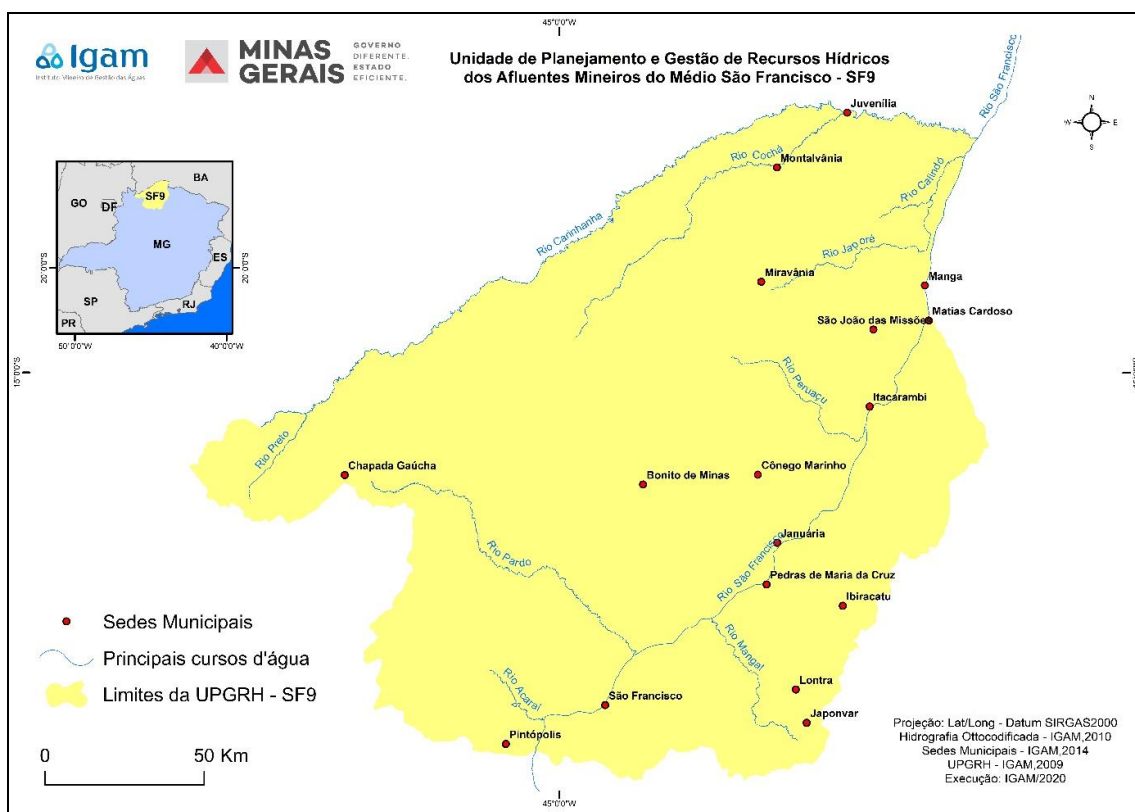 Igam
Instituto Mineiro de Gestão das Águas
MINAS
GERAIS
GOVERNO
DIFERENTE.
ESTADO
EFICIENTE.
Unidade de Planejamento e Gestão de Recursos Hídricos
dos Afluentes Mineiros do Médio São Francisco - SF9
45°0'0"W
Rio São Francisco
N
W
E
S
Juvenília
Rio Cochá
Montalvânia
Rio Carinhanha
Rio Calindó
Rio Japoré
Miravânia
Manga
Matias Cardoso
São João das Missões
BA
SF9
GO
DF
MG
ES
SP
RJ
PR
20°0'0"S
20°0'0"S
50°0'0"W
40°0'0"W
15°0'0"S
Rio Peruaçu
Itacarambi
Rio Preto
Chapada Gaúcha
Bonito de Minas
Cônego Marinho
Rio Pardo
Januária
Rio São Francisco
Pedras de Maria da Cruz
Ibiracatu
Rio Mangaí
Lontra
Japonvar
Rio Acaraí
São Francisco
Pintópolis
Sedes Municipais
Principais cursos d'água
Limites da UPGRH - SF9
0
50 Km
Projeção: Lat/Long - Datum SIRGAS2000
Hidrografia Ottocodificada - IGAM,2010
Sedes Municipais - IGAM,2014
UPGRH - IGAM,2009
Execução: IGAM/2020
45°0'0"W